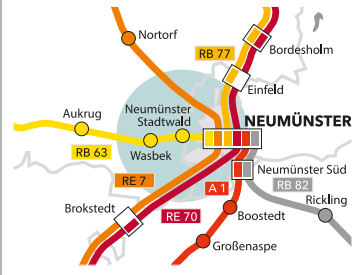 Nortorf
RB 77
Bordesholm
Einfeld
Aukrug
Neumünster
Stadtwald
NEUMÜNSTER
RB 63
Wasbek
RE 7
A 1
Neumünster Süd
RB 82
Rickling
Brokstedt
RE 70
Boostedt
Großenaspe